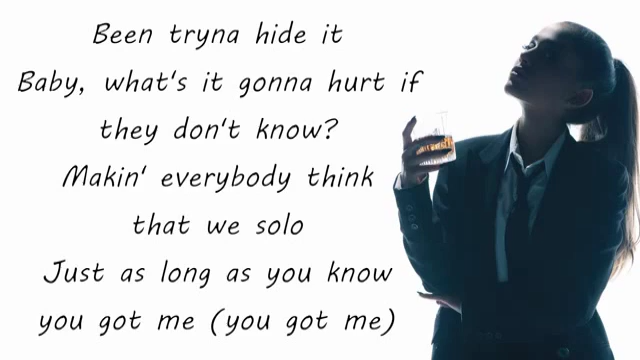 Been tryna hide it
Baby, what's it gonna hurt if
they don't know?
Makin' everybody think
that we solo
Just as long as you know
you got me (you got me)